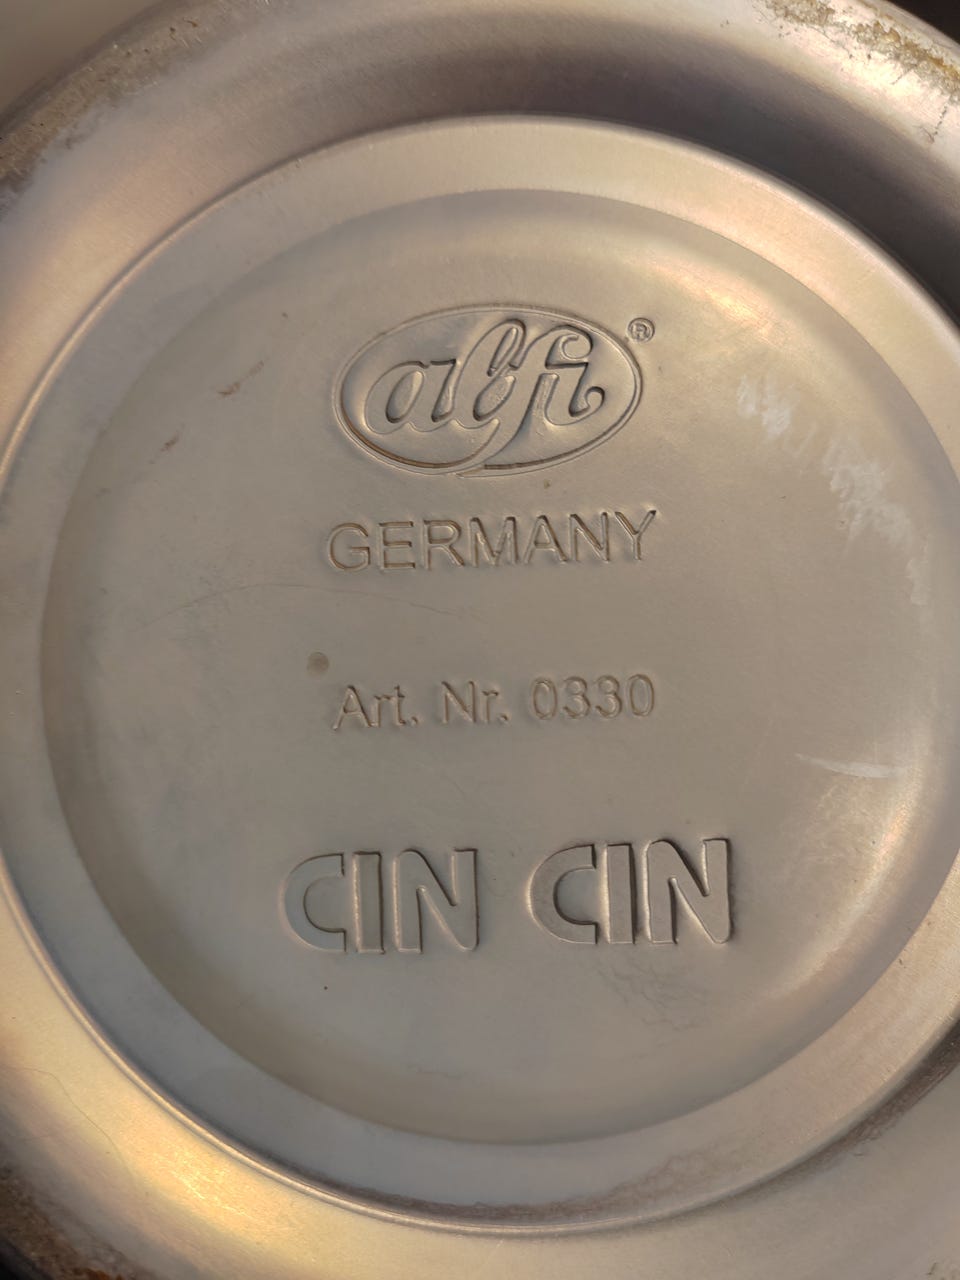 alfi®
GERMANY
Art. Nr. 0330
CIN CIN